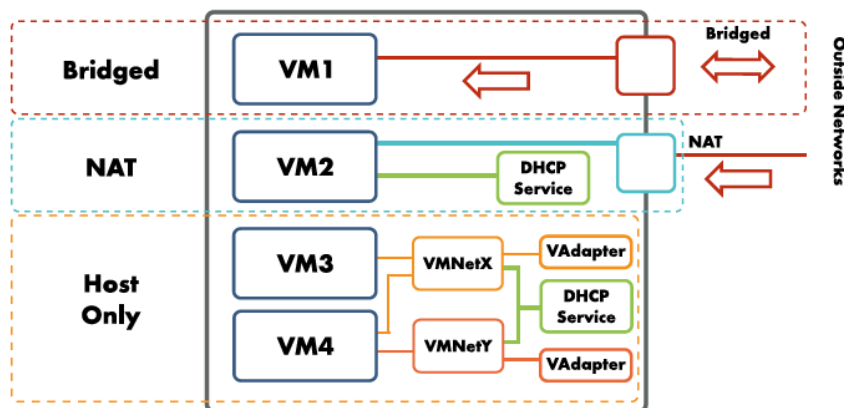 Bridged
VM1
Bridged
Outside Networks
NAT
VM2
DHCP
Service
NAT
Host
Only
VM3
VMNetX
VAdapter
DHCP
Service
VM4
VMNetY
VAdapter